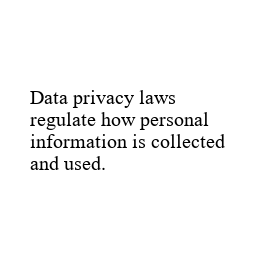 Data privacy laws
regulate how personal
information is collected
and used.